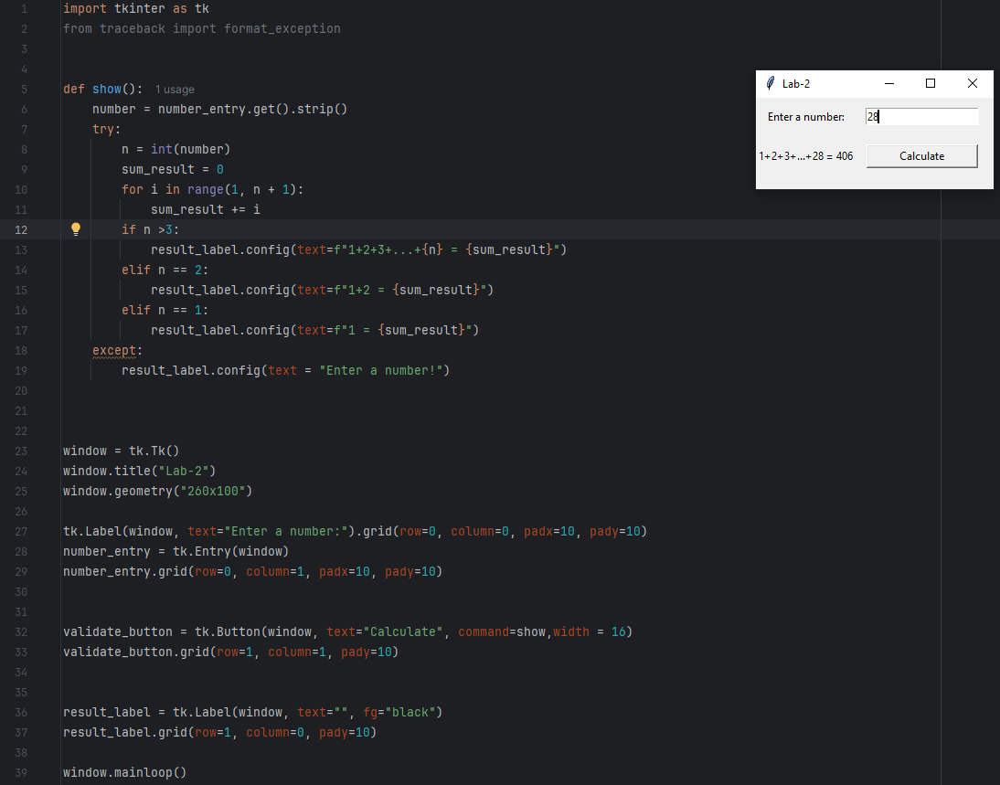 1 import tkinter as tk
2 from traceback import format_exception
3
4
5 def show(): 1 usage
6     number = number_entry.get().strip()
7     try:
8         n = int(number)
9         sum_result = 0
10         for i in range(1, n + 1):
11             sum_result += i
12         if n >3:
13             result_label.config(text=f"1+2+3+...+{n} = {sum_result}")
14         elif n == 2:
15             result_label.config(text=f"1+2 = {sum_result}")
16         elif n == 1:
17             result_label.config(text=f"1 = {sum_result}")
18     except:
19         result_label.config(text = "Enter a number!")
20
21
22
23 window = tk.Tk()
24 window.title("Lab-2")
25 window.geometry("260x100")
26
27 tk.Label(window, text="Enter a number:").grid(row=0, column=0, padx=10, pady=10)
28 number_entry = tk.Entry(window)
29 number_entry.grid(row=0, column=1, padx=10, pady=10)
30
31
32 validate_button = tk.Button(window, text="Calculate", command=show,width = 16)
33 validate_button.grid(row=1, column=1, pady=10)
34
35
36 result_label = tk.Label(window, text="", fg="black")
37 result_label.grid(row=1, column=0, pady=10)
38
39 window.mainloop()
Lab-2
Enter a number: 28
1+2+3+...+28 = 406 Calculate